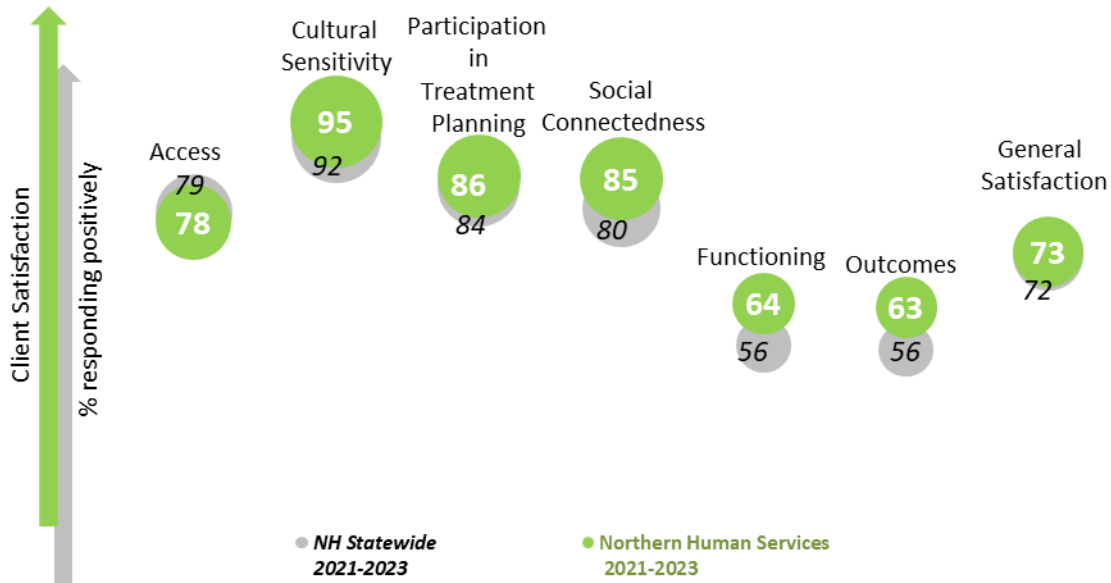 Client Satisfaction
% responding positively
Access
79
78
Cultural
Sensitivity
95
92
Participation
in
Treatment
Planning
86
84
Social
Connectedness
85
80
Functioning
64
56
Outcomes
63
56
General
Satisfaction
73
72
NH Statewide
2021-2023
Northern Human Services
2021-2023